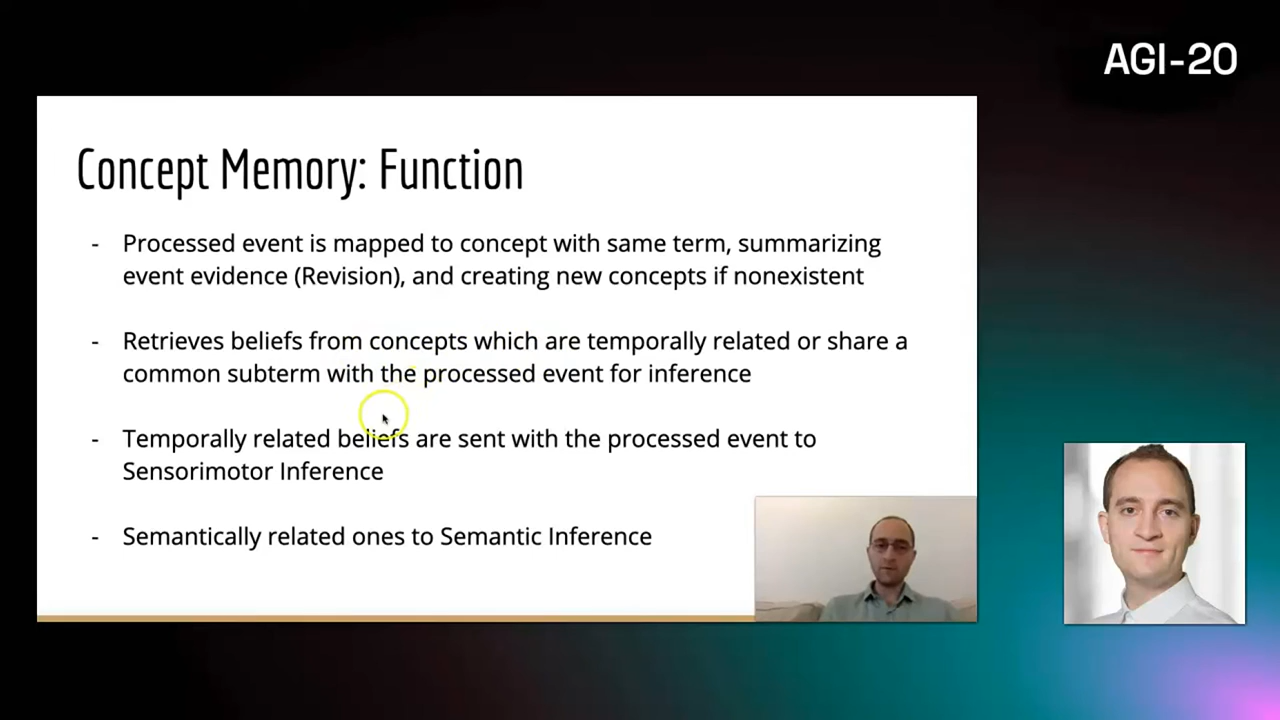 AGI-20
Concept Memory: Function
- Processed event is mapped to concept with same term, summarizing
event evidence (Revision), and creating new concepts if nonexistent
- Retrieves beliefs from concepts which are temporally related or share a
common subterm with the processed event for inference
- Temporally related beliefs are sent with the processed event to
Sensorimotor Inference
- Semantically related ones to Semantic Inference